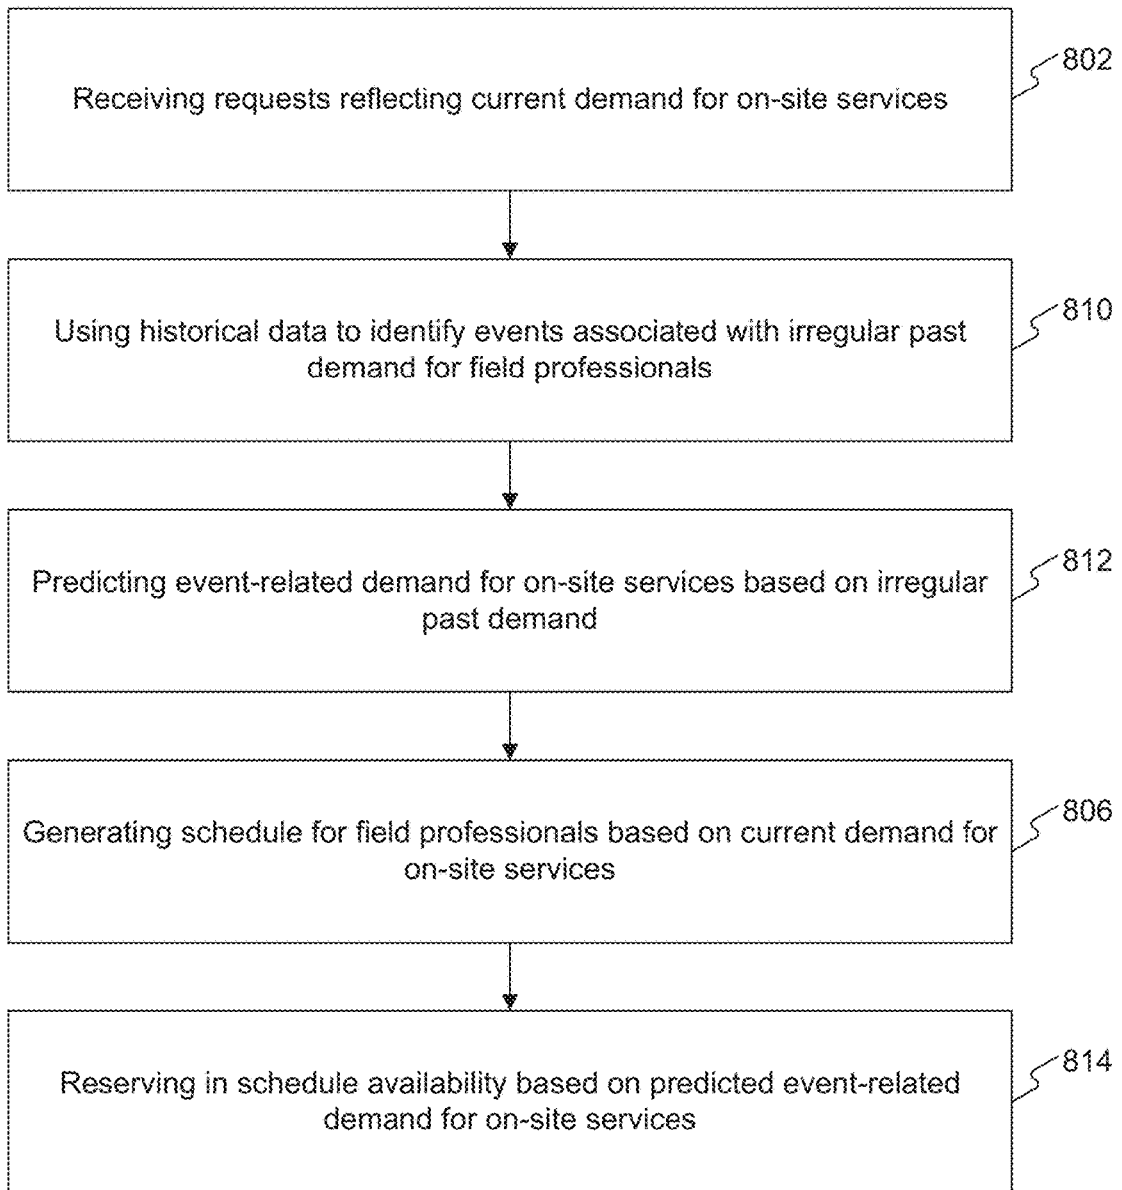 802
Receiving requests reflecting current demand for on-site services
810
Using historical data to identify events associated with irregular past
demand for field professionals
812
Predicting event-related demand for on-site services based on irregular
past demand
806
Generating schedule for field professionals based on current demand for
on-site services
814
Reserving in schedule availability based on predicted event-related
demand for on-site services